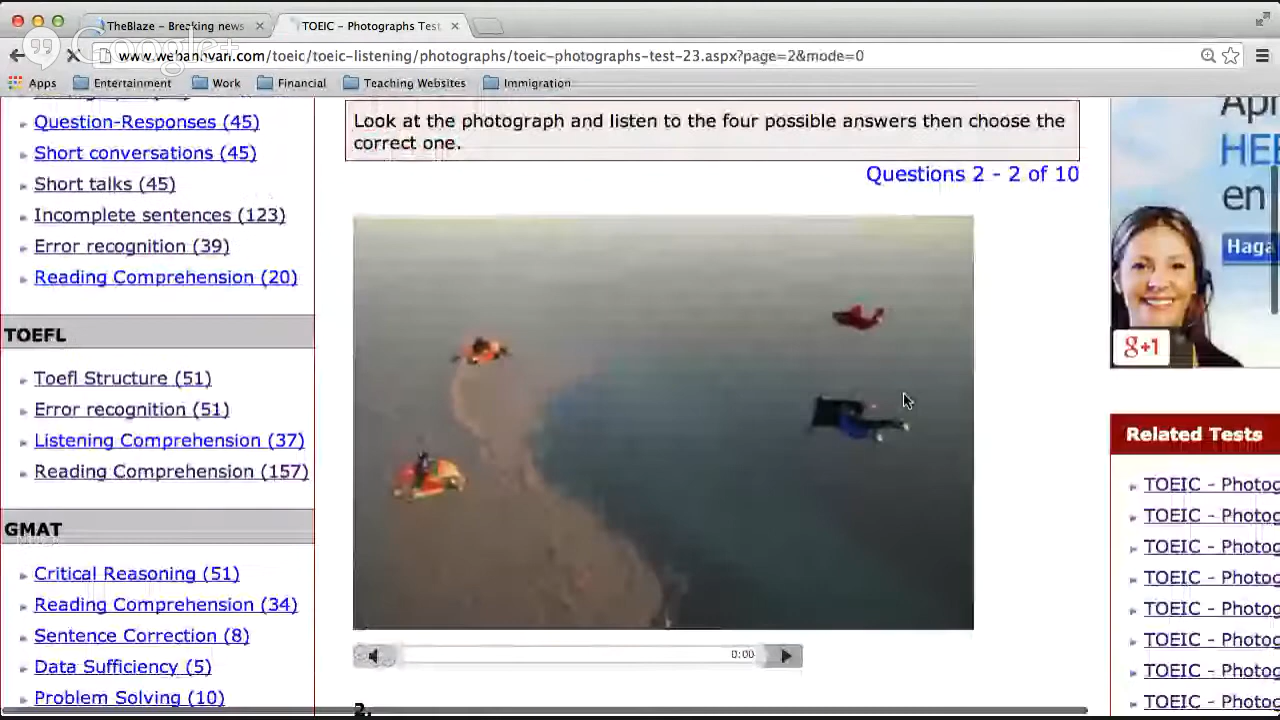 TheBlaze - Breaking news
TOEIC - Photographs Test
Google+
www.webanhvan.com/toeic/toeic-listening/photographs/toeic-photographs-test-23.aspx?page=2&mode=0
Apps Entertainment Work Financial Teaching Websites Immigration
Question-Responses (45)
Short conversations (45)
Short talks (45)
Incomplete sentences (123)
Error recognition (39)
Reading Comprehension (20)
TOEFL
Toefl Structure (51)
Error recognition (51)
Listening Comprehension (37)
Reading Comprehension (157)
GMAT
Critical Reasoning (51)
Reading Comprehension (34)
Sentence Correction (8)
Data Sufficiency (5)
Problem Solving (10)
Look at the photograph and listen to the four possible answers then choose the
correct one.
Questions 2 - 2 of 10
0:00
2.
HEB
en
Haga
g+1
Related Tests
TOEIC - Photog
TOEIC - Photog
TOEIC - Photog
TOEIC - Photog
TOEIC - Photog
TOEIC - Photog
TOEIC - Photog
TOEIC - Photog